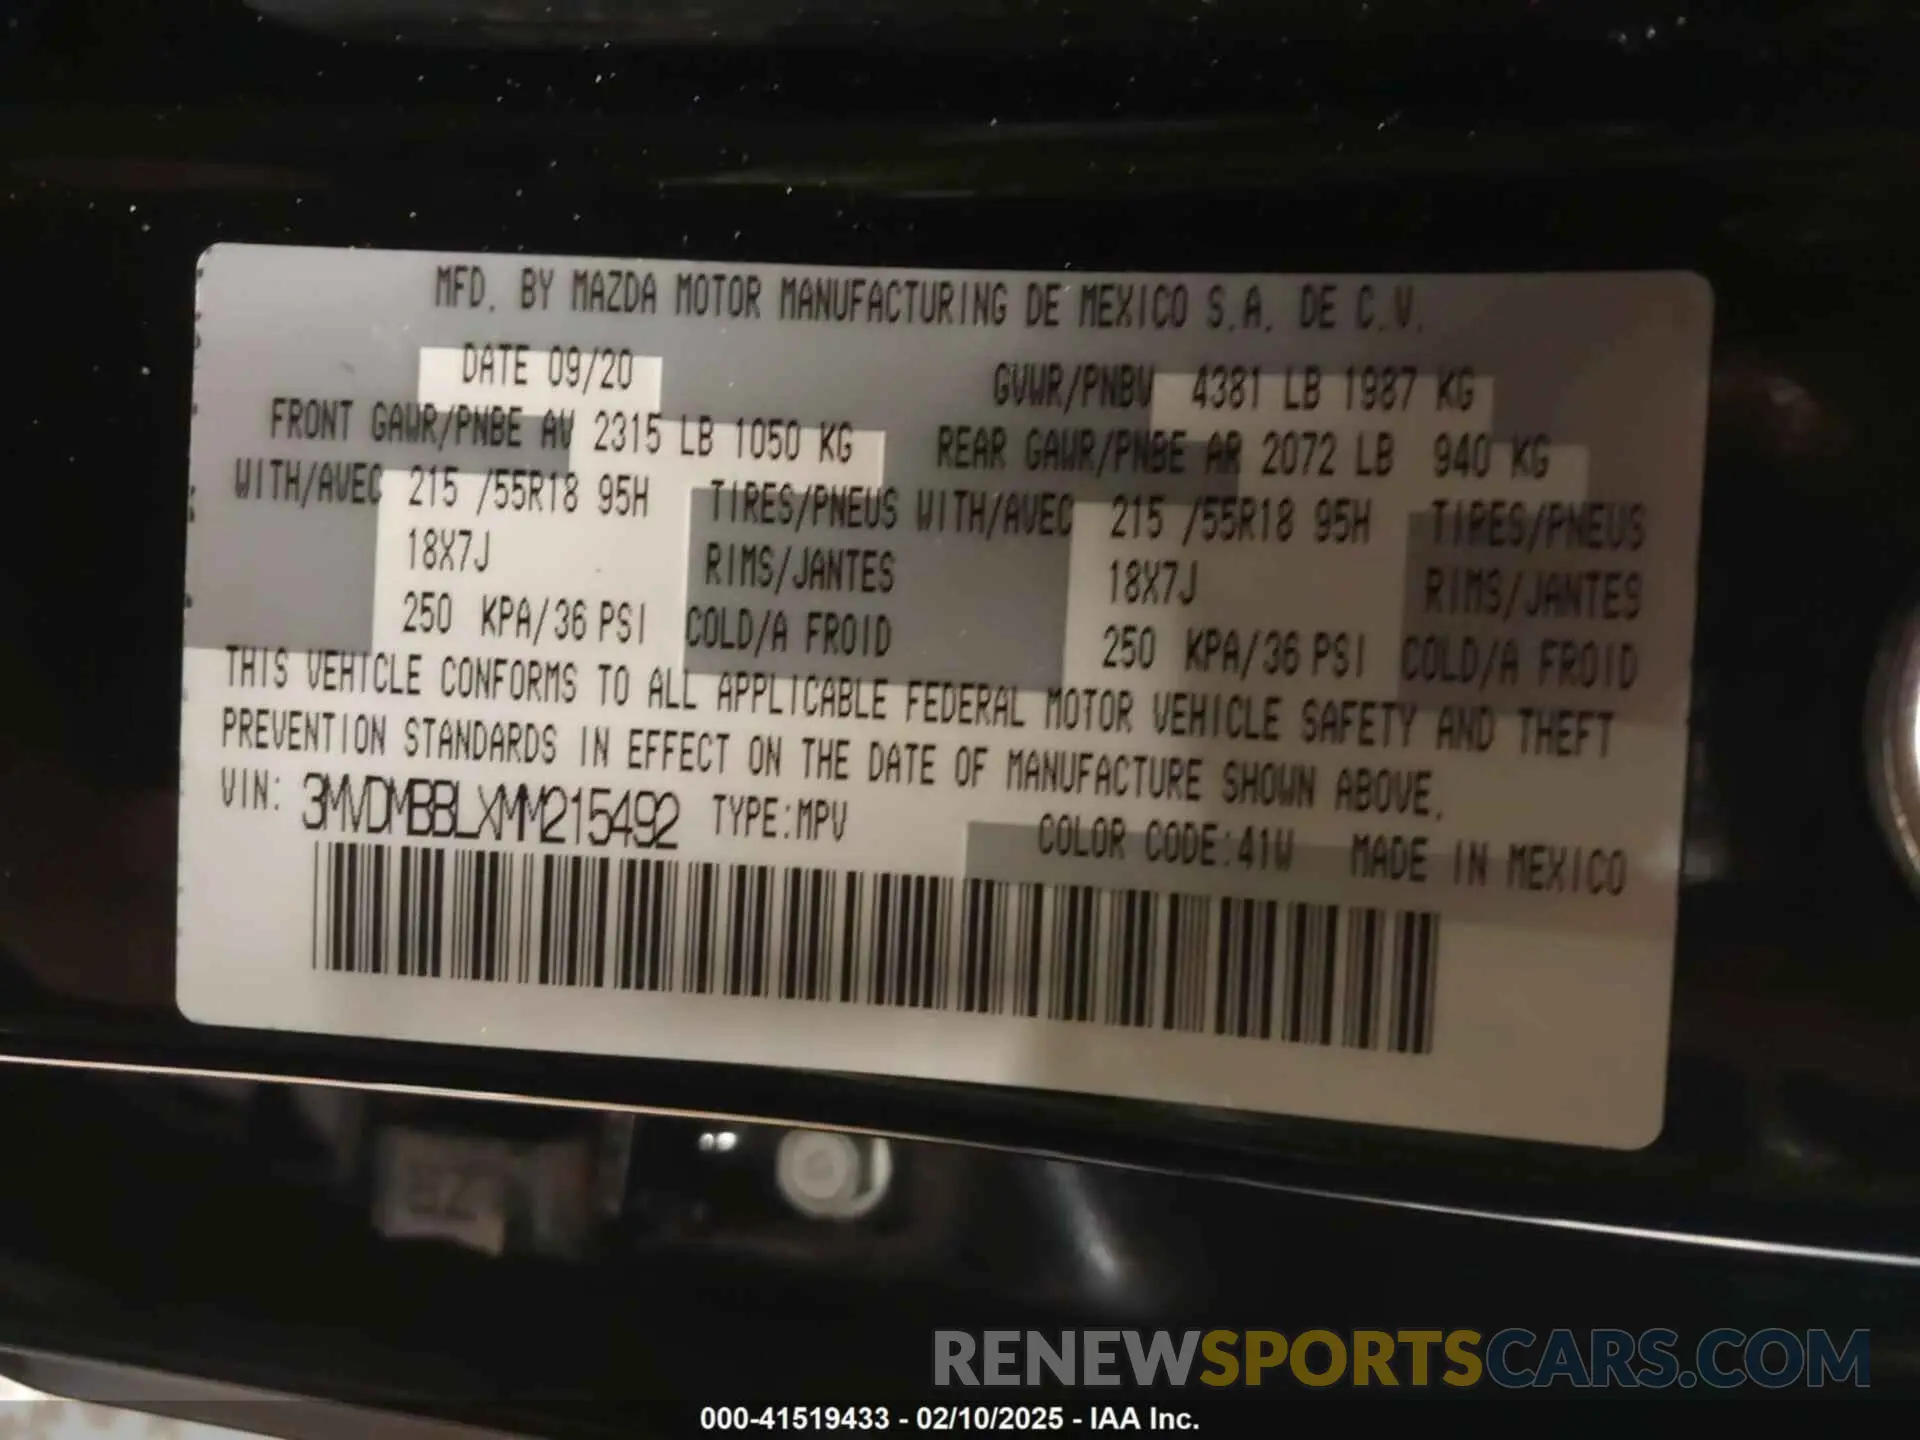 MFD. BY MAZDA MOTOR MANUFACTURING DE MEXICO S.A. DE C.V.
DATE 09/20 GVWR/PNBV 4381 LB 1987 KG
FRONT GAWR/PNBE AV 2315 LB 1050 KG REAR GAWR/PNBE AR 2072 LB 940 KG
WITH/AVEC 215 /55R18 95H TIRES/PNEUS WITH/AVEC 215 /55R18 95H TIRES/PNEUS
18X7J RIMS/JANTES 18X7J RIMS/JANTES
250 KPA/36 PSI COLD/A FROID 250 KPA/36 PSI COLD/A FROID
THIS VEHICLE CONFORMS TO ALL APPLICABLE FEDERAL MOTOR VEHICLE SAFETY AND THEFT
PREVENTION STANDARDS IN EFFECT ON THE DATE OF MANUFACTURE SHOWN ABOVE.
VIN: 3MVDMBBLXMM215492 TYPE:MPV COLOR CODE:41W MADE IN MEXICO
RENEWSPORTSCARS.COM
000-41519433 - 02/10/2025 - IAA Inc.